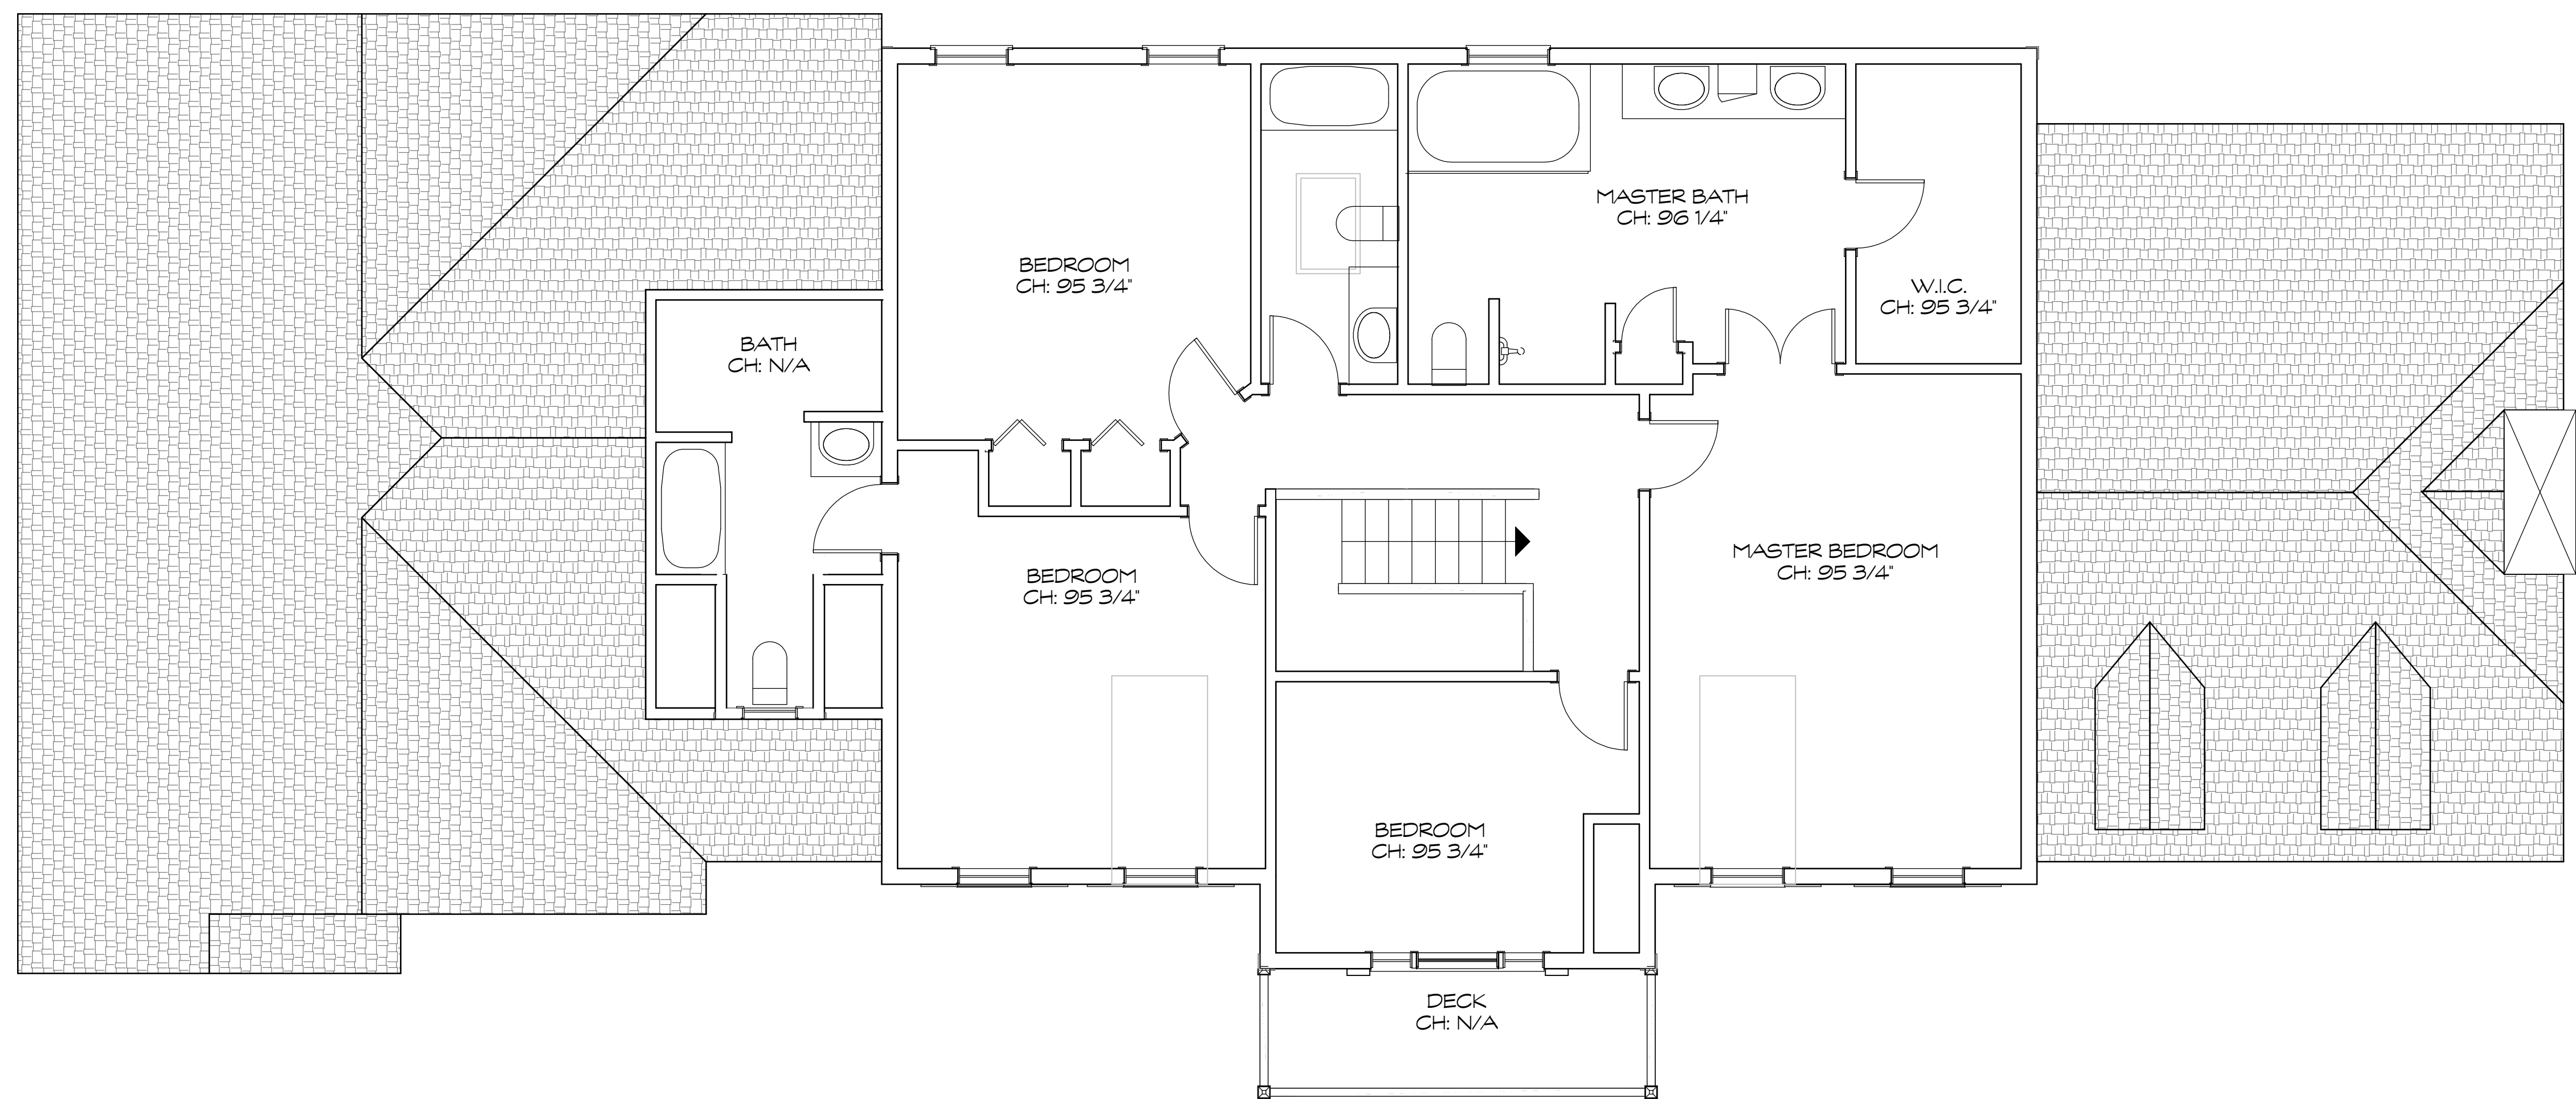 MASTER BATH
CH: 96 1/4"
BEDROOM
CH: 95 3/4"
W.I.C.
CH: 95 3/4"
BATH
CH: N/A
MASTER BEDROOM
CH: 95 3/4"
BEDROOM
CH: 95 3/4"
BEDROOM
CH: 95 3/4"
DECK
CH: N/A